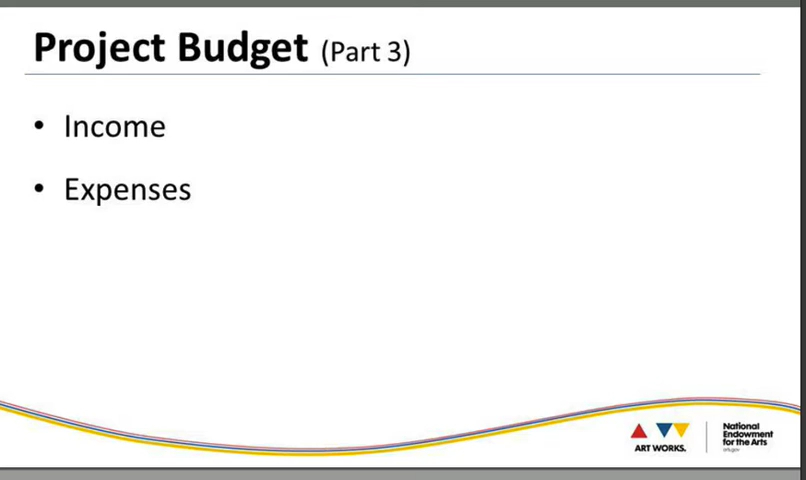 Project Budget (Part 3)
• Income
• Expenses
ART WORKS.
National
Endowment
for the Arts
arts.gov